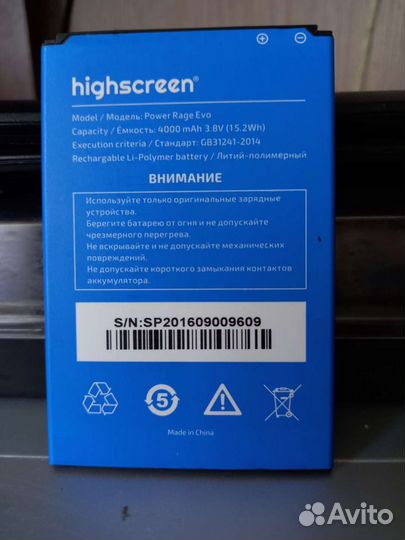 highscreen®
Model / Модель: Power Rage Evo
Capacity / Ёмкость: 4000 mAh 3.8V (15.2Wh)
Execution criteria / Стандарт: GB31241-2014
Rechargable Li-Polymer battery / Литий-полимерный
ВНИМАНИЕ
Используйте только оригинальные зарядные
устройства.
Берегите батарею от огня и не допускайте
чрезмерного перегрева.
Не вскрывайте и не допускайте механических
повреждений.
Не допускайте короткого замыкания контактов
аккумулятора.
S/N:SP201609009609
5
Made in China
Avito